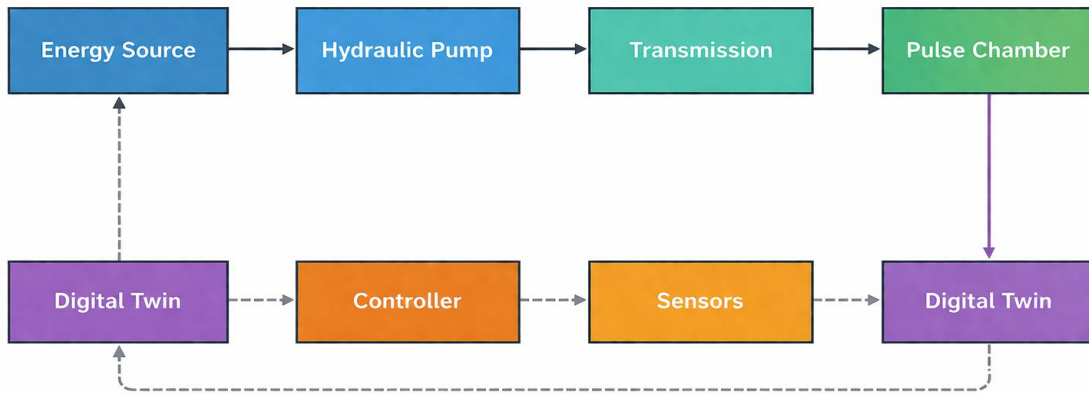 Energy Source
Hydraulic Pump
Transmission
Pulse Chamber
Digital Twin
Controller
Sensors
Digital Twin